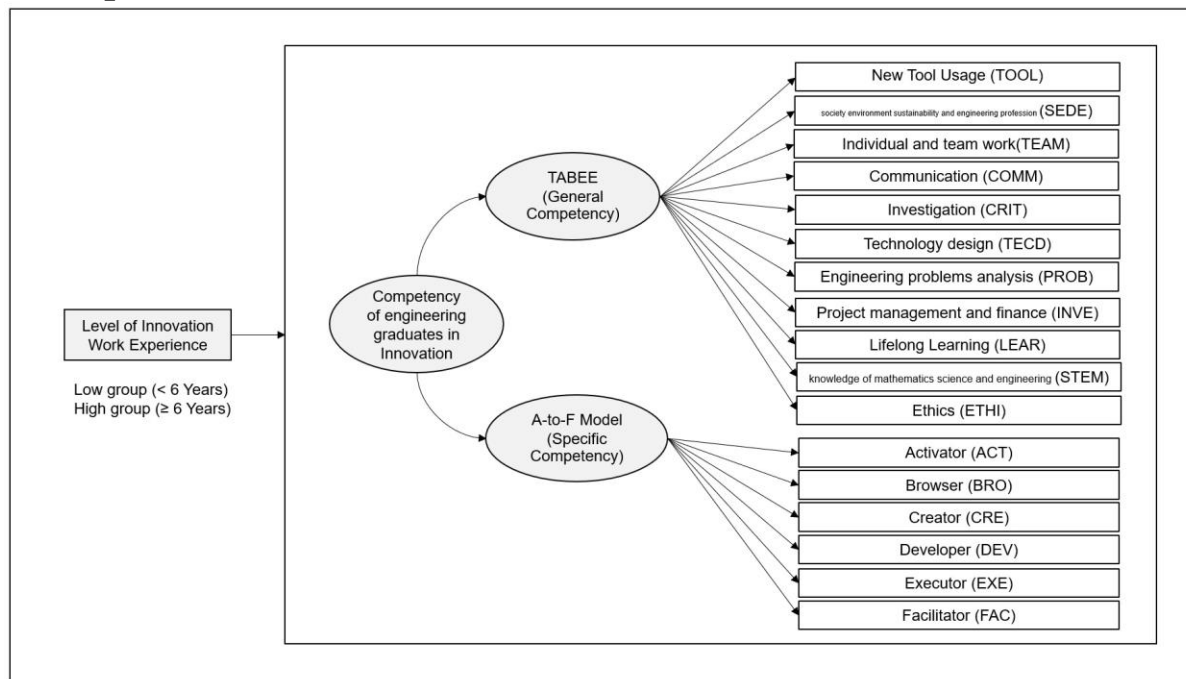 Level of Innovation
Work Experience
Low group (< 6 Years)
High group (≥ 6 Years)
Competency
of engineering
graduates in
Innovation
TABEE
(General
Competency)
A-to-F Model
(Specific
Competency)
New Tool Usage (TOOL)
society environment sustainability and engineering profession (SEDE)
Individual and team work(TEAM)
Communication (COMM)
Investigation (CRIT)
Technology design (TECD)
Engineering problems analysis (PROB)
Project management and finance (INVE)
Lifelong Learning (LEAR)
knowledge of mathematics science and engineering (STEM)
Ethics (ETHI)
Activator (ACT)
Browser (BRO)
Creator (CRE)
Developer (DEV)
Executor (EXE)
Facilitator (FAC)